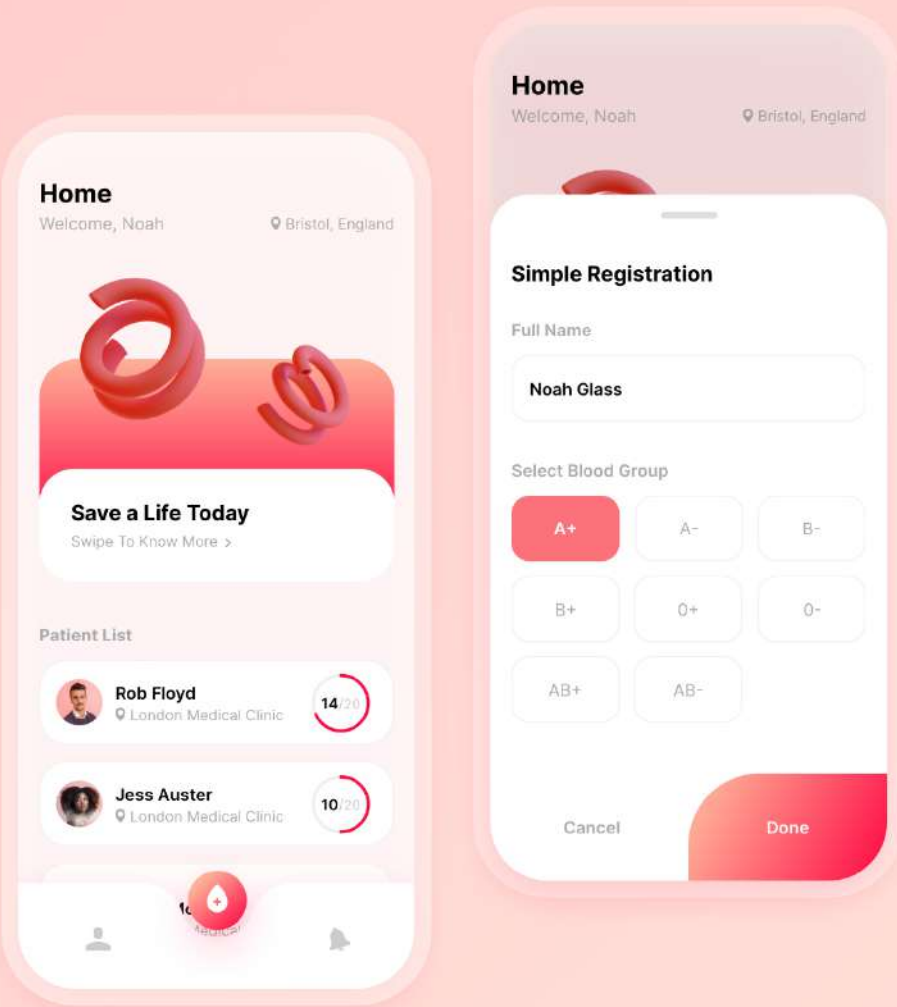 Home
Welcome, Noah
Bristol, England
Save a Life Today
Swipe To Know More >
Patient List
Rob Floyd
London Medical Clinic
14/20
Jess Auster
London Medical Clinic
10/20
Home
Welcome, Noah
Bristol, England
Simple Registration
Full Name
Noah Glass
Select Blood Group
A+
A-
B-
B+
0+
0-
AB+
AB-
Cancel
Done